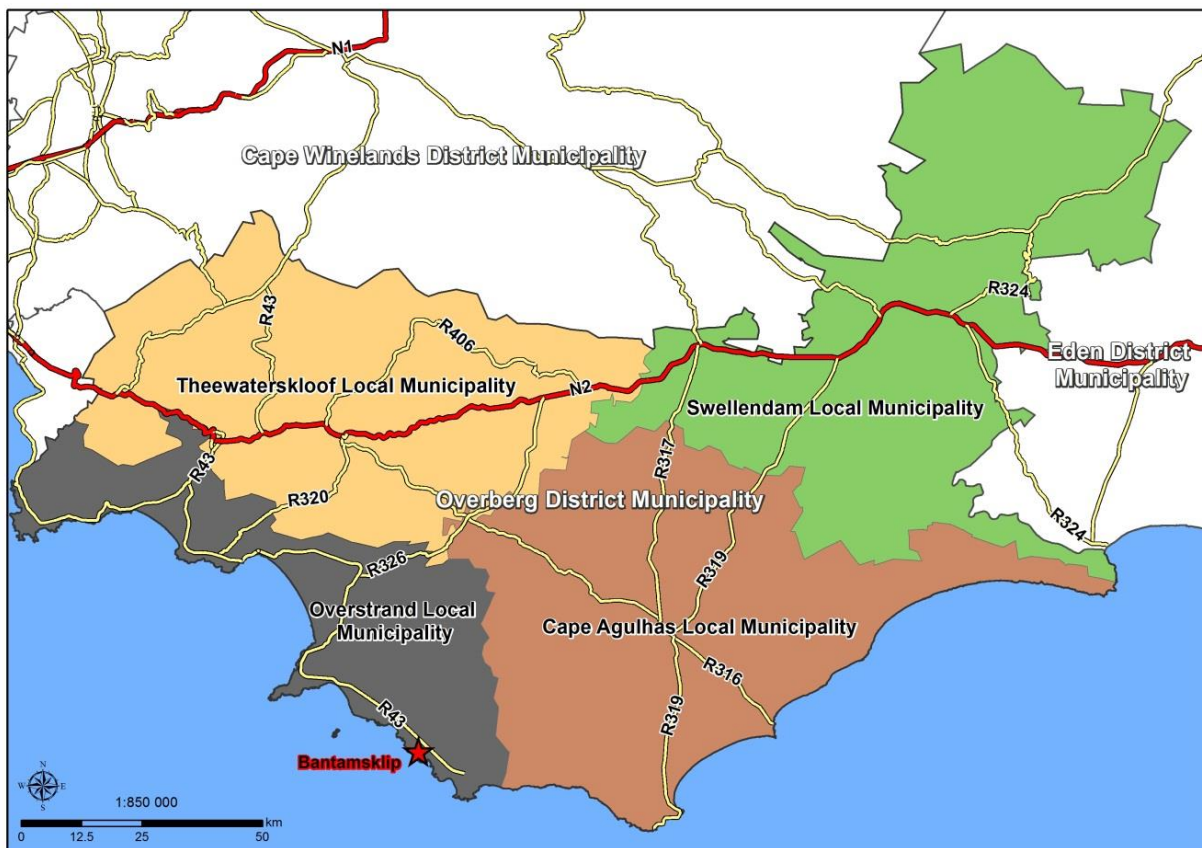 N1
Cape Winelands District Municipality
R43
R406
R324
Eden District
Municipality
Theewaterskloof Local Municipality
N2
Swellendam Local Municipality
R43
R317
R320
Overberg District Municipality
R324
R326
R319
Overstrand Local
Municipality
Cape Agulhas Local Municipality
R316
R43
R319
Bantamsklip
N
W
E
S
1:850 000
km
0 12.5 25 50